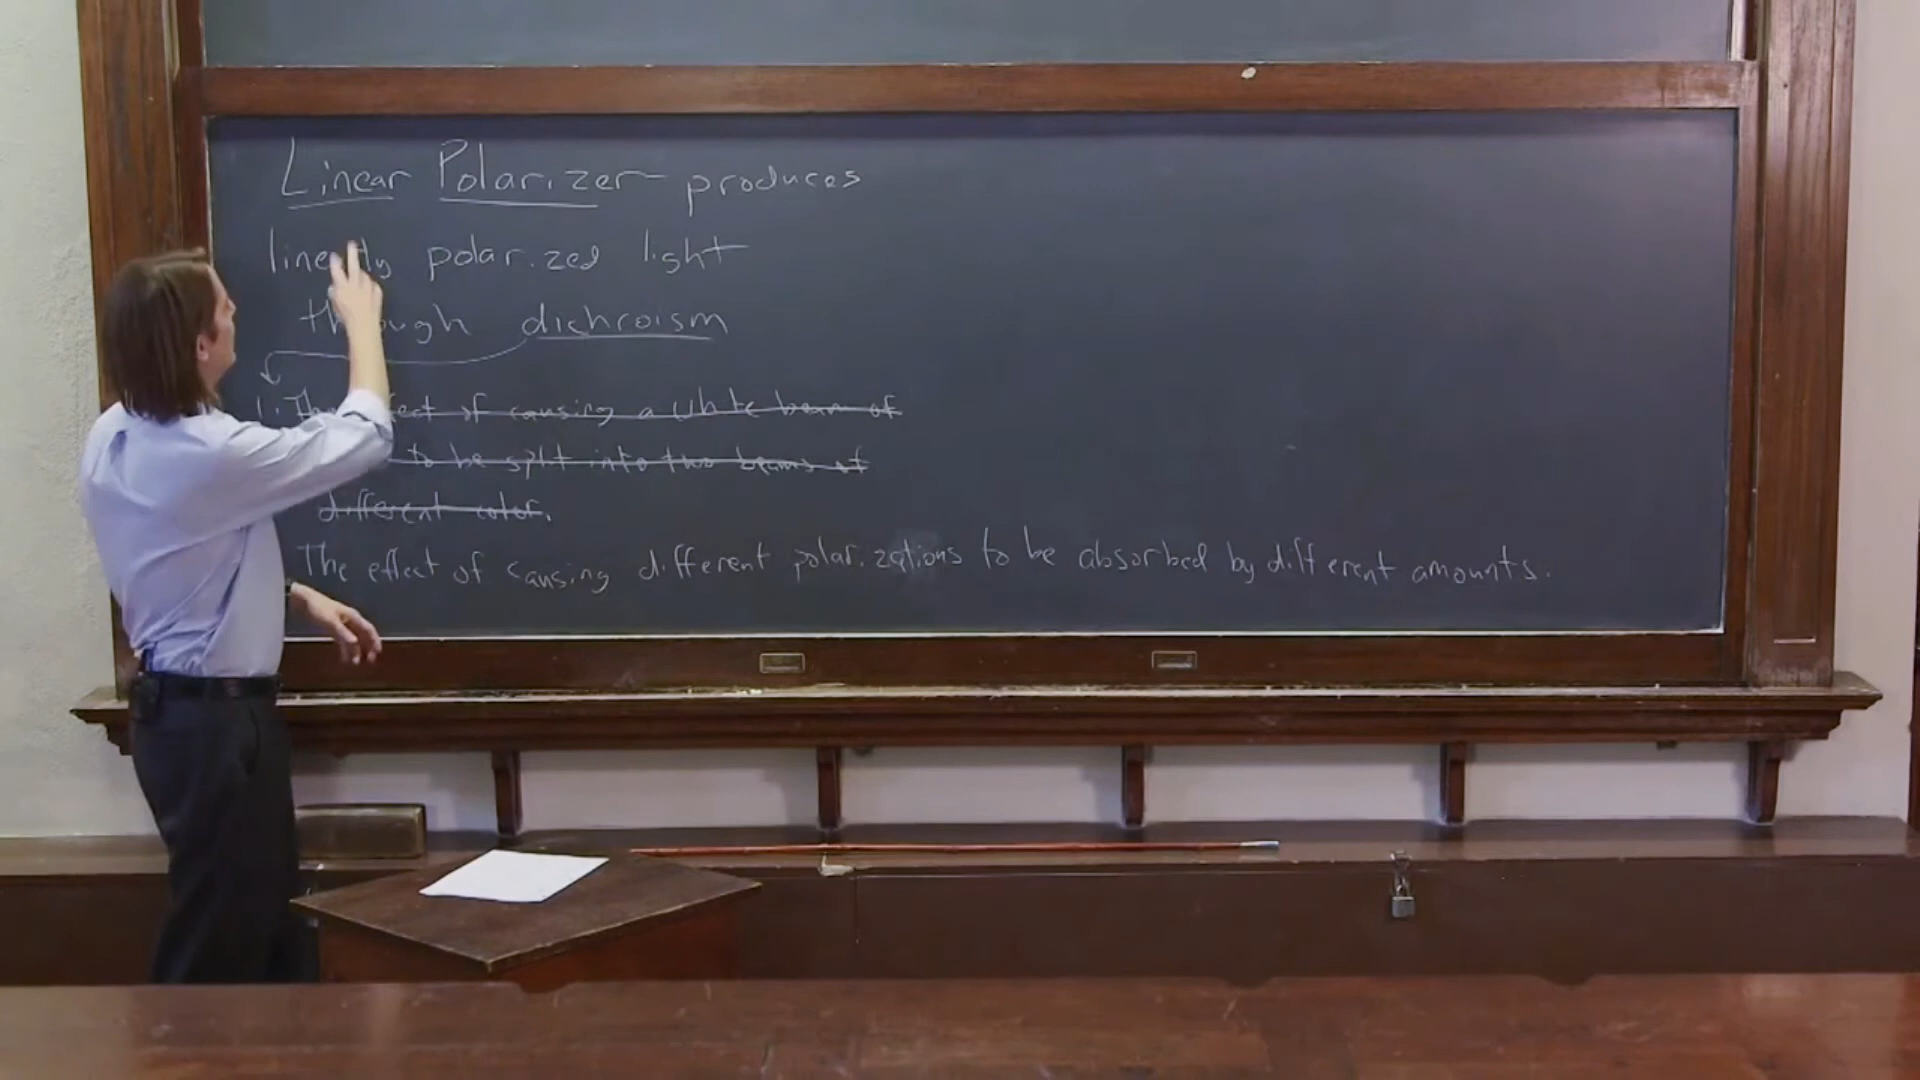 Linear Polarizer produces
linearly polarized light
through dichroism
1. The effect of causing a white beam of
to be split into two beams of
different color.
The effect of causing different polarizations to be absorbed by different amounts.